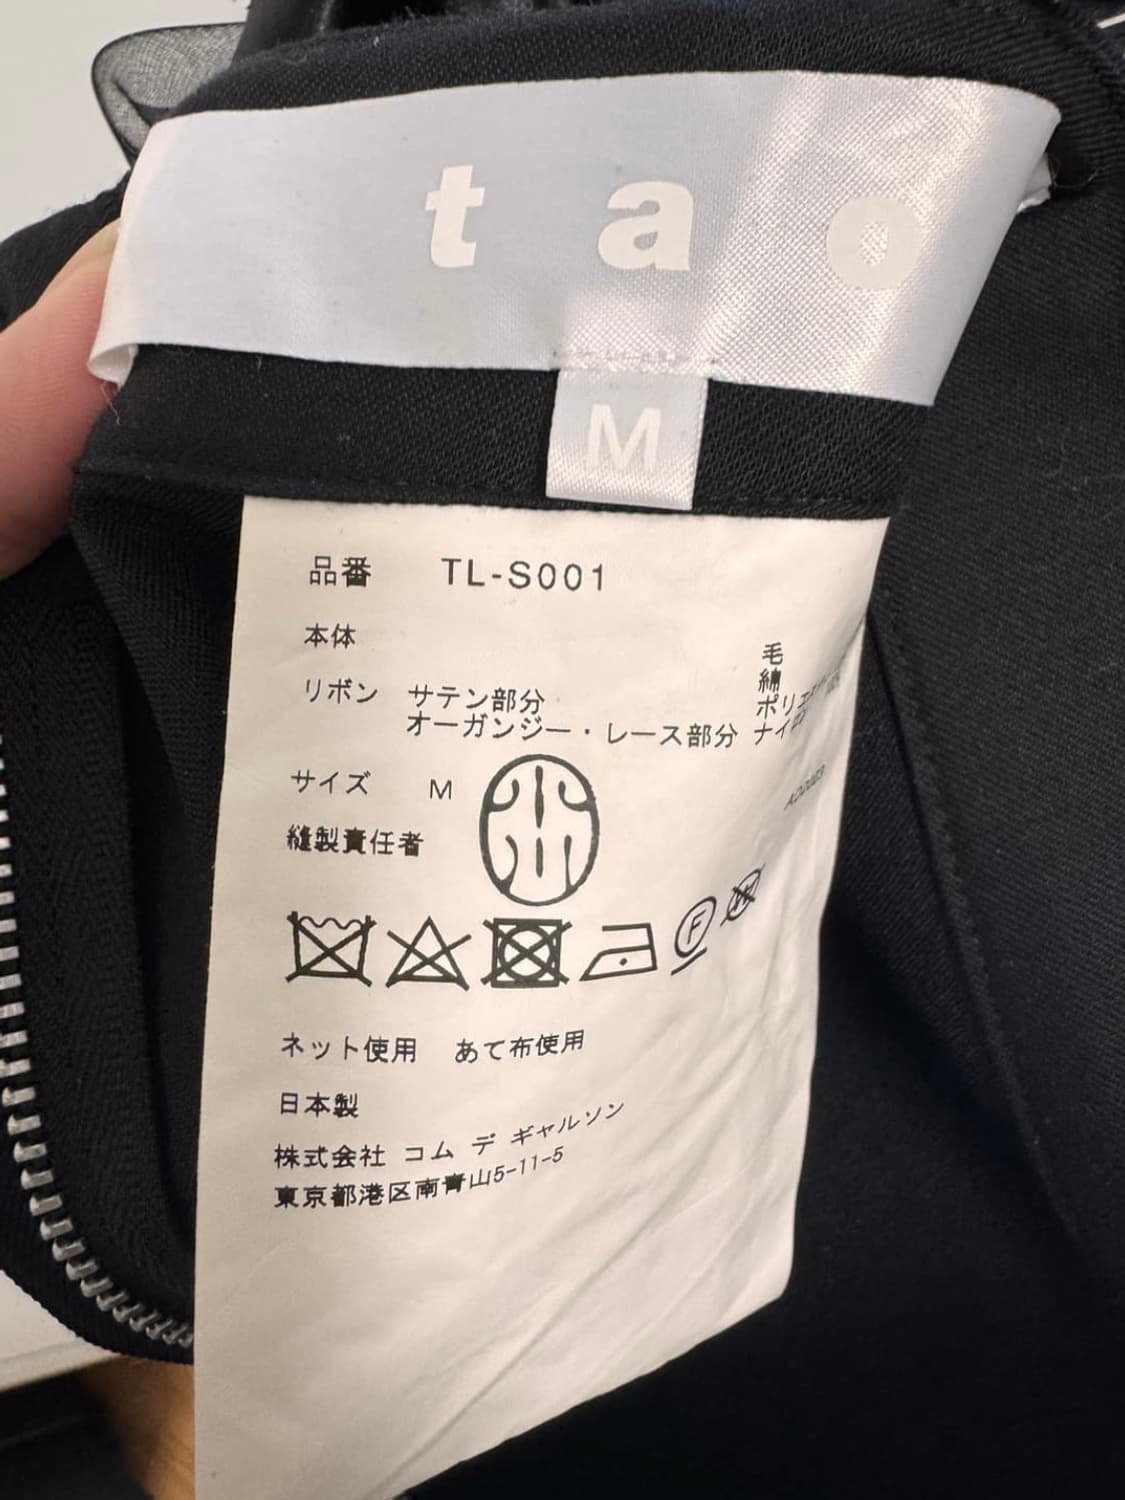 tao
M
品番 TL-S001
本体 毛
綿
リボン サテン部分
オーガンジー・レース部分
サイズ M
縫製責任者
F
ネット使用 あて布使用
日本製
株式会社 コム デ ギャルソン
東京都港区南青山5-11-5